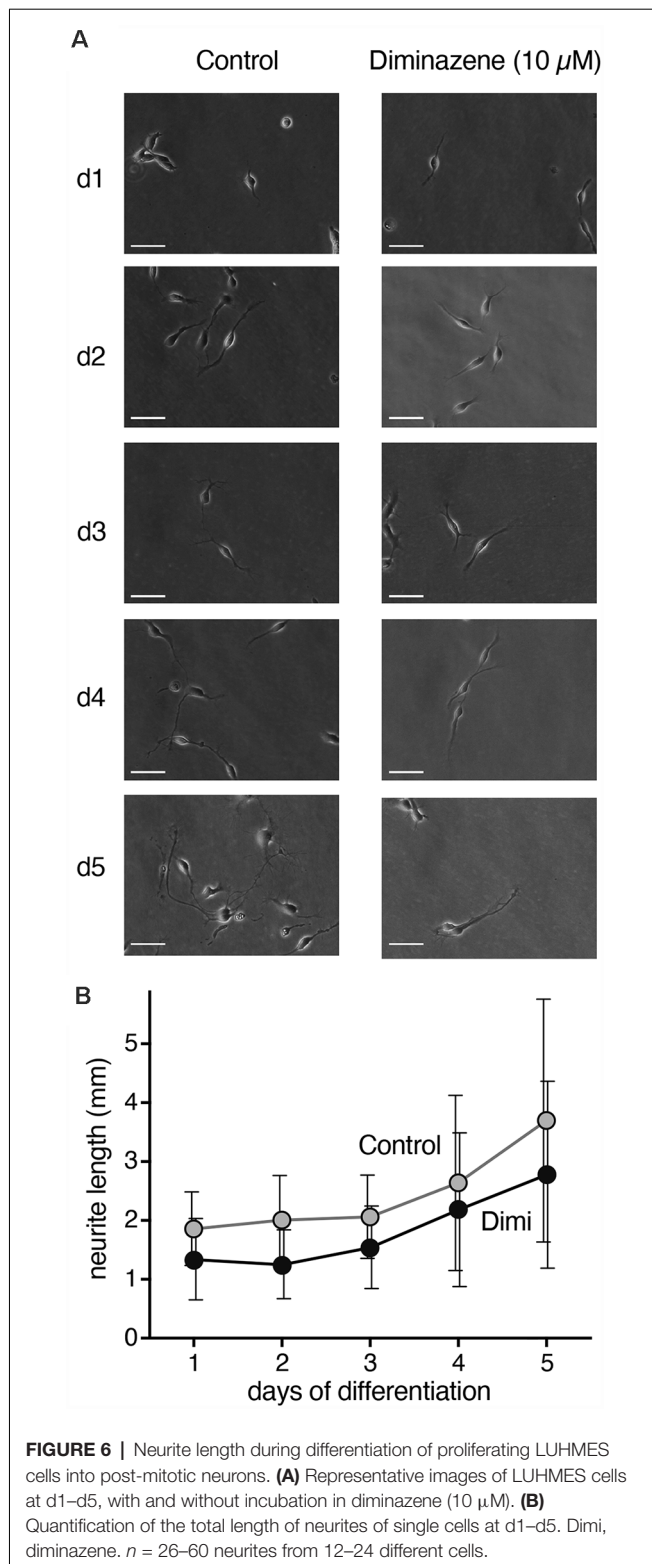 A
Control Diminazene (10 µM)
d1
d2
d3
d4
d5
B
neurite length (mm)
5
4
3
2
1
0
Control
Dimi
1 2 3 4 5
days of differentiation
FIGURE 6 | Neurite length during differentiation of proliferating LUHMES
cells into post-mitotic neurons. (A) Representative images of LUHMES cells
at d1–d5, with and without incubation in diminazene (10 µM). (B)
Quantification of the total length of neurites of single cells at d1–d5. Dimi,
diminazene. n = 26–60 neurites from 12–24 different cells.